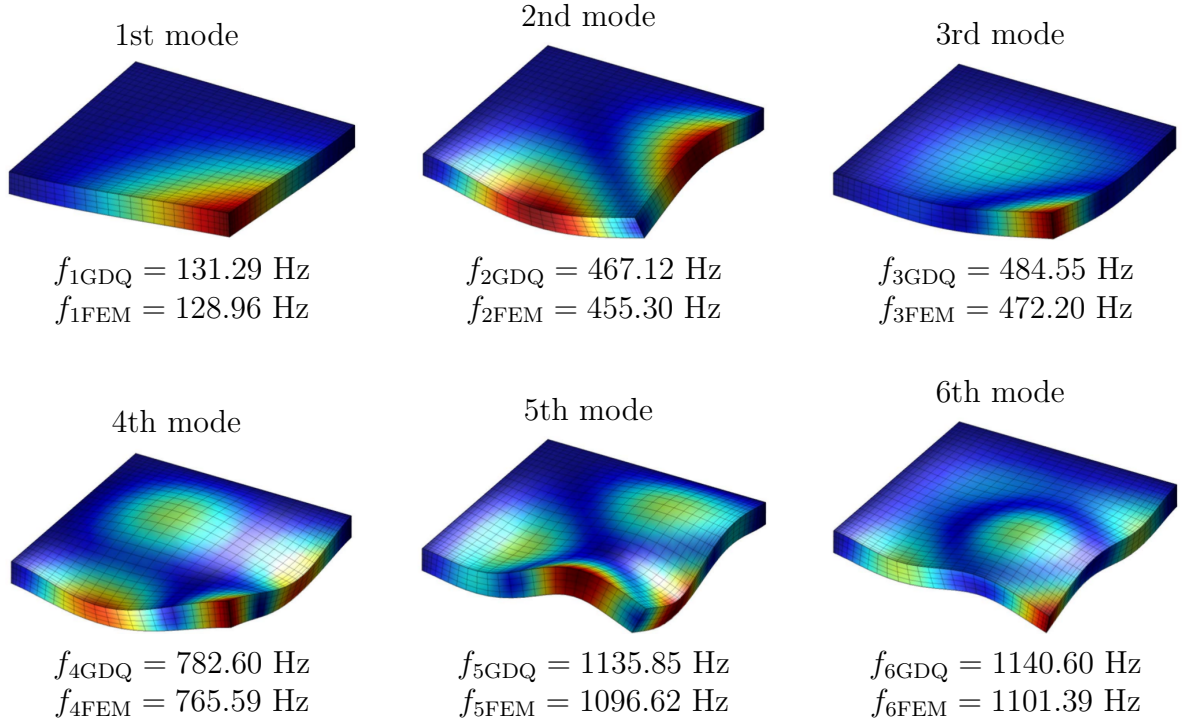 1st mode
2nd mode
3rd mode
f1GDQ = 131.29 Hz
f1FEM = 128.96 Hz
f2GDQ = 467.12 Hz
f2FEM = 455.30 Hz
f3GDQ = 484.55 Hz
f3FEM = 472.20 Hz
4th mode
5th mode
6th mode
f4GDQ = 782.60 Hz
f4FEM = 765.59 Hz
f5GDQ = 1135.85 Hz
f5FEM = 1096.62 Hz
f6GDQ = 1140.60 Hz
f6FEM = 1101.39 Hz